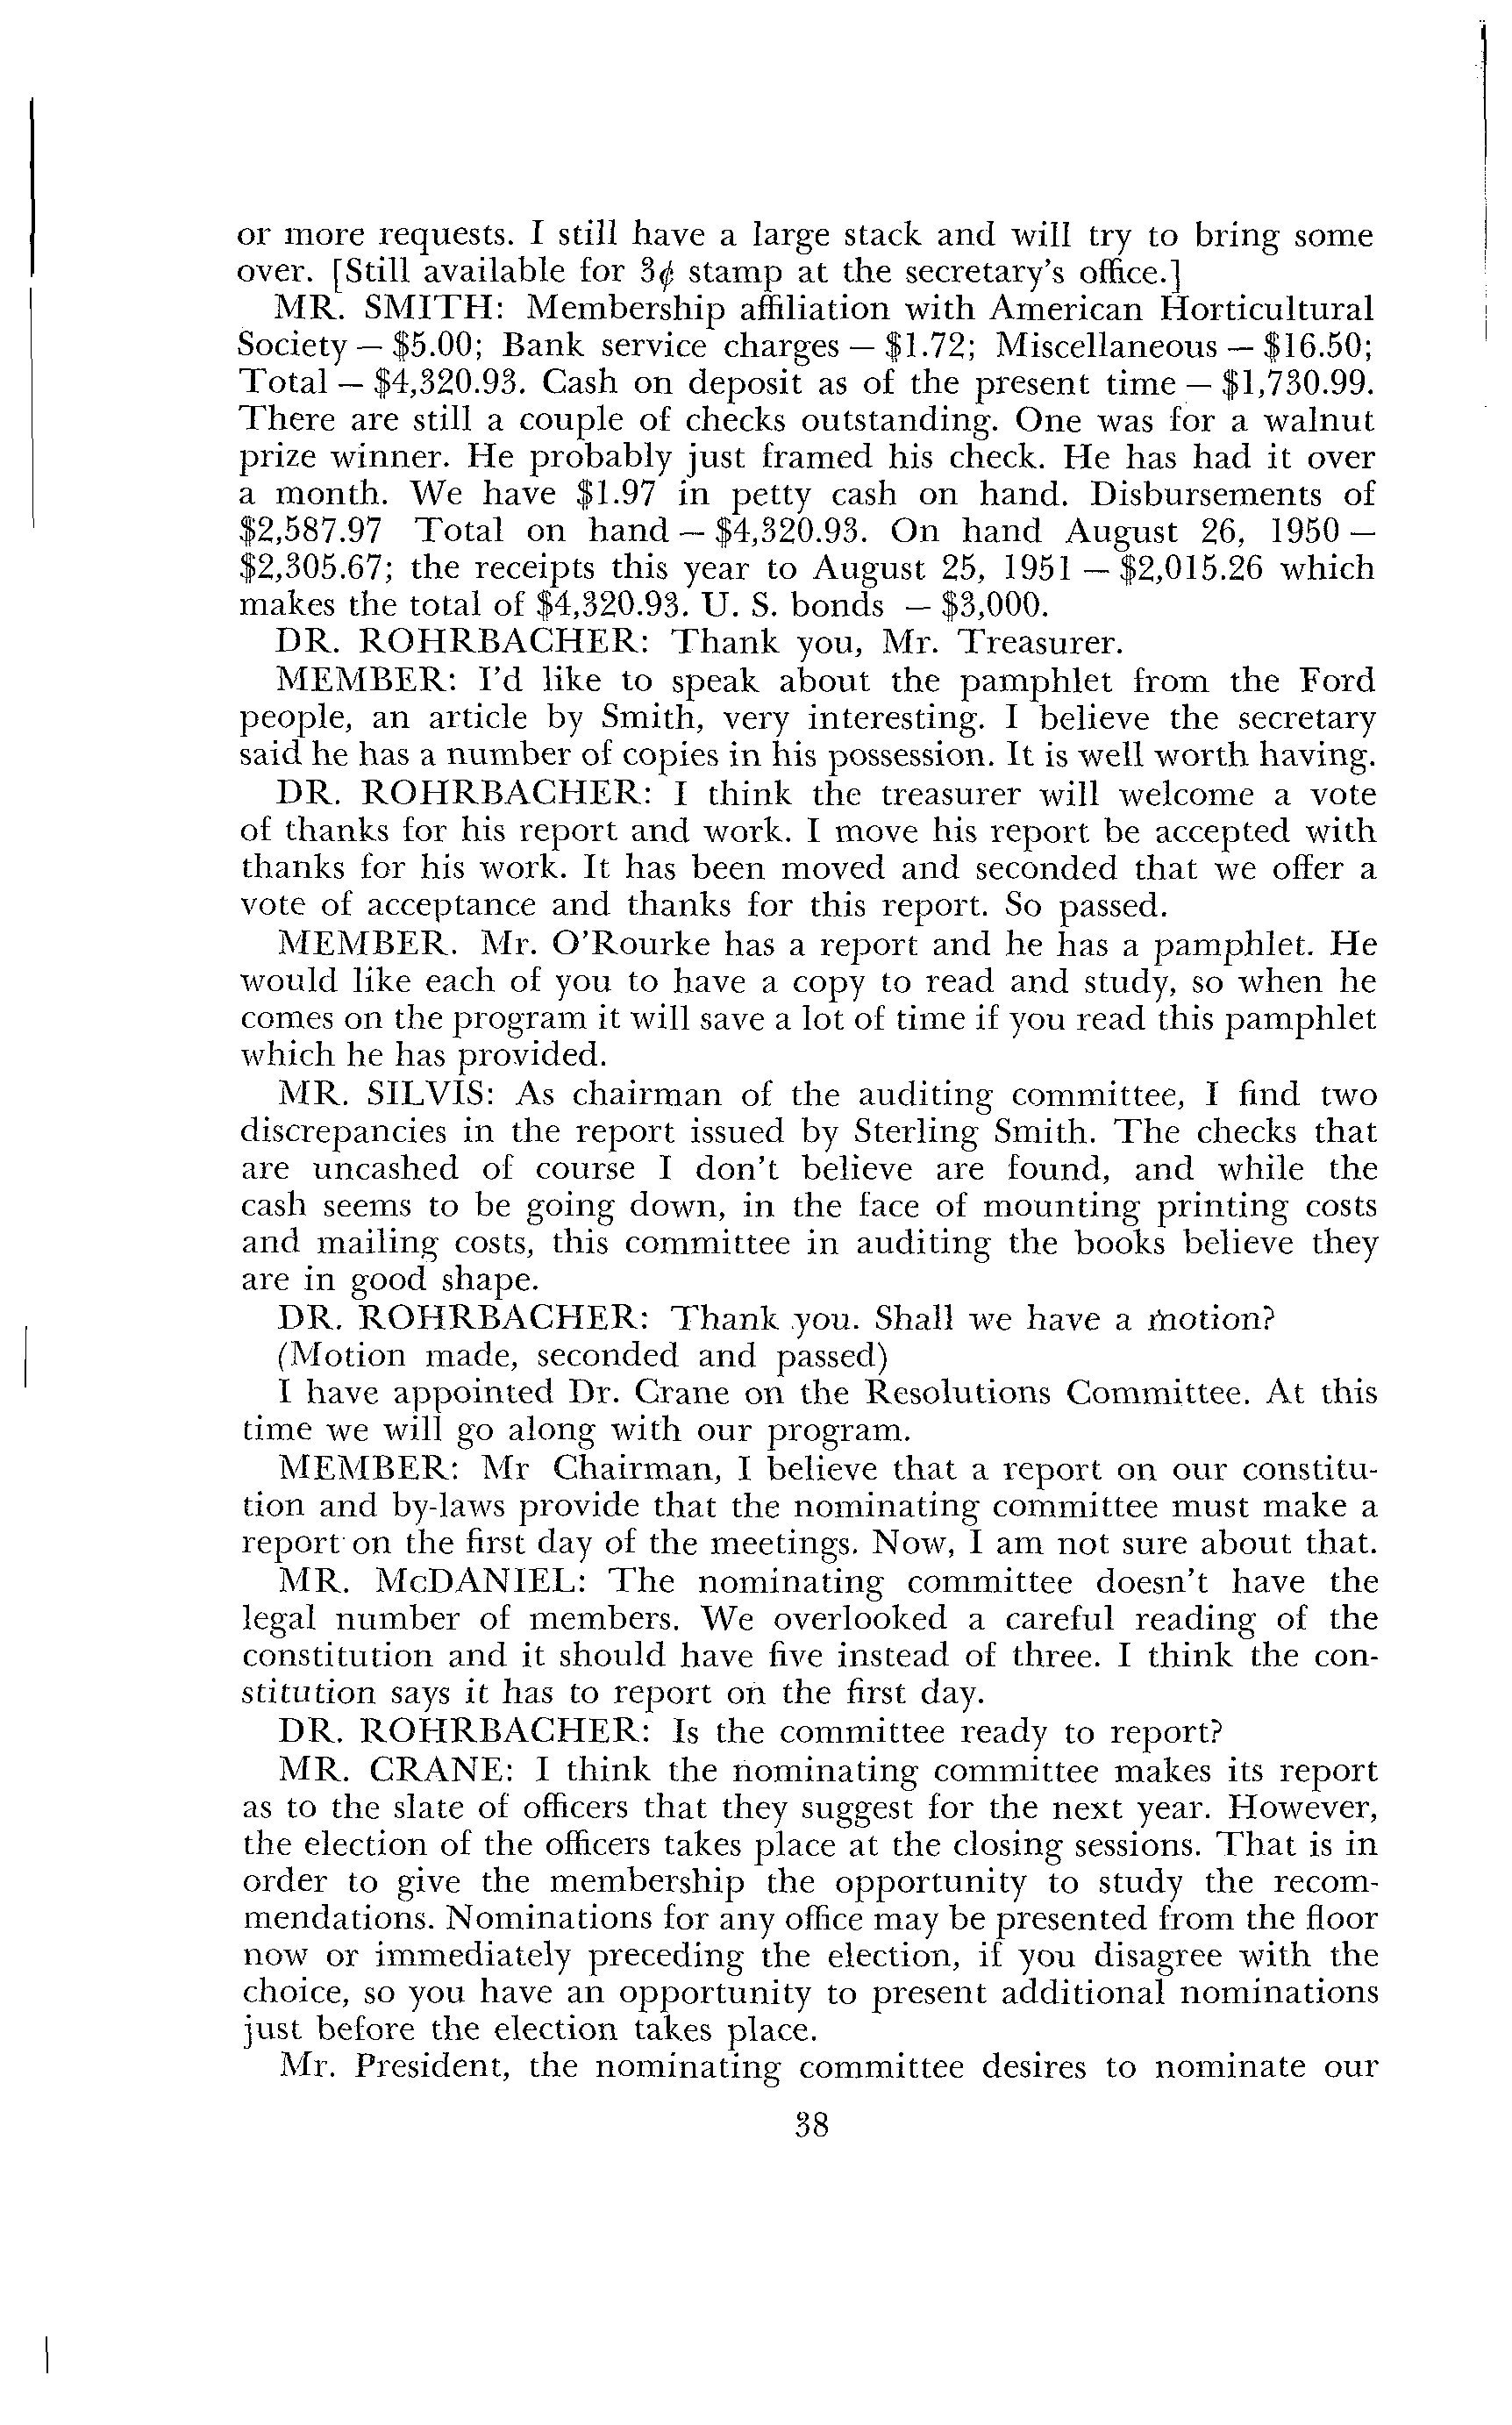 or more requests. I still have a large stack and will try to bring some
over. [Still available for 3¢ stamp at the secretary's office.]
MR. SMITH: Membership affiliation with American Horticultural
Society — $5.00; Bank service charges — $1.72; Miscellaneous — $16.50;
Total — $4,320.93. Cash on deposit as of the present time — $1,730.99.
There are still a couple of checks outstanding. One was for a walnut
prize winner. He probably just framed his check. He has had it over
a month. We have $1.97 in petty cash on hand. Disbursements of
$2,587.97 Total on hand — $4,320.93. On hand August 26, 1950 —
$2,305.67; the receipts this year to August 25, 1951 — $2,015.26 which
makes the total of $4,320.93. U. S. bonds — $3,000.
DR. ROHRBACHER: Thank you, Mr. Treasurer.
MEMBER: I'd like to speak about the pamphlet from the Ford
people, an article by Smith, very interesting. I believe the secretary
said he has a number of copies in his possession. It is well worth having.
DR. ROHRBACHER: I think the treasurer will welcome a vote
of thanks for his report and work. I move his report be accepted with
thanks for his work. It has been moved and seconded that we offer a
vote of acceptance and thanks for this report. So passed.
MEMBER. Mr. O'Rourke has a report and he has a pamphlet. He
would like each of you to have a copy to read and study, so when he
comes on the program it will save a lot of time if you read this pamphlet
which he has provided.
MR. SILVIS: As chairman of the auditing committee, I find two
discrepancies in the report issued by Sterling Smith. The checks that
are uncashed of course I don't believe are found, and while the
cash seems to be going down, in the face of mounting printing costs
and mailing costs, this committee in auditing the books believe they
are in good shape.
DR. ROHRBACHER: Thank you. Shall we have a motion?
(Motion made, seconded and passed)
I have appointed Dr. Crane on the Resolutions Committee. At this
time we will go along with our program.
MEMBER: Mr Chairman, I believe that a report on our constitu-
tion and by-laws provide that the nominating committee must make a
report on the first day of the meetings. Now, I am not sure about that.
MR. McDANIEL: The nominating committee doesn't have the
legal number of members. We overlooked a careful reading of the
constitution and it should have five instead of three. I think the con-
stitution says it has to report on the first day.
DR. ROHRBACHER: Is the committee ready to report?
MR. CRANE: I think the nominating committee makes its report
as to the slate of officers that they suggest for the next year. However,
the election of the officers takes place at the closing sessions. That is in
order to give the membership the opportunity to study the recom-
mendations. Nominations for any office may be presented from the floor
now or immediately preceding the election, if you disagree with the
choice, so you have an opportunity to present additional nominations
just before the election takes place.
Mr. President, the nominating committee desires to nominate our
38